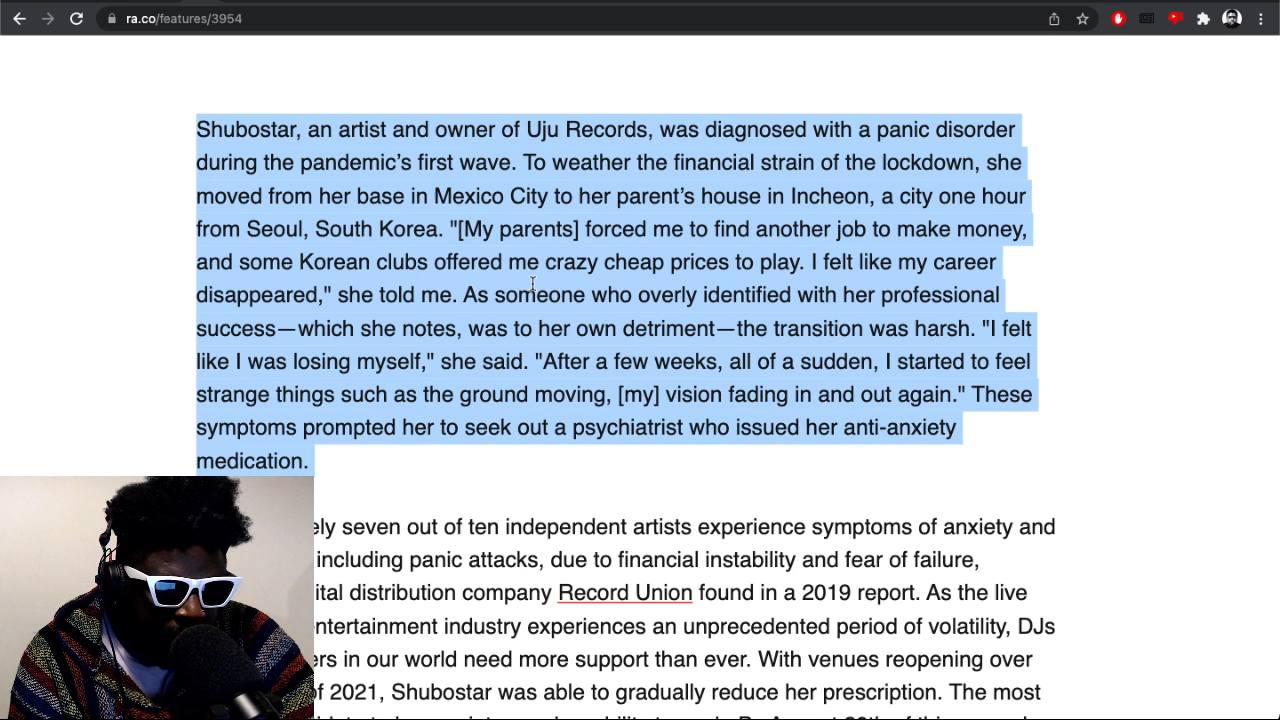 ra.co/features/3954
Shubostar, an artist and owner of Uju Records, was diagnosed with a panic disorder
during the pandemic’s first wave. To weather the financial strain of the lockdown, she
moved from her base in Mexico City to her parent’s house in Incheon, a city one hour
from Seoul, South Korea. "[My parents] forced me to find another job to make money,
and some Korean clubs offered me crazy cheap prices to play. I felt like my career
disappeared," she told me. As someone who overly identified with her professional
success—which she notes, was to her own detriment—the transition was harsh. "I felt
like I was losing myself," she said. "After a few weeks, all of a sudden, I started to feel
strange things such as the ground moving, [my] vision fading in and out again." These
symptoms prompted her to seek out a psychiatrist who issued her anti-anxiety
medication.
ely seven out of ten independent artists experience symptoms of anxiety and
including panic attacks, due to financial instability and fear of failure,
ital distribution company Record Union found in a 2019 report. As the live
ntertainment industry experiences an unprecedented period of volatility, DJs
ers in our world need more support than ever. With venues reopening over
of 2021, Shubostar was able to gradually reduce her prescription. The most